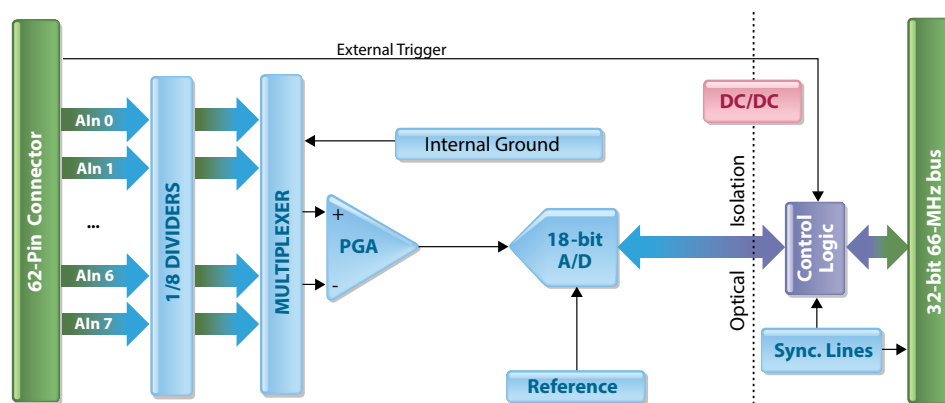 External Trigger
62-Pin Connector
AIn 0
AIn 1
...
AIn 6
AIn 7
1/8 DIVIDERS
MULTIPLEXER
Internal Ground
+
PGA
-
18-bit
A/D
Reference
DC/DC
Optical Isolation
Control
Logic
Sync. Lines
32-bit 66-MHz bus